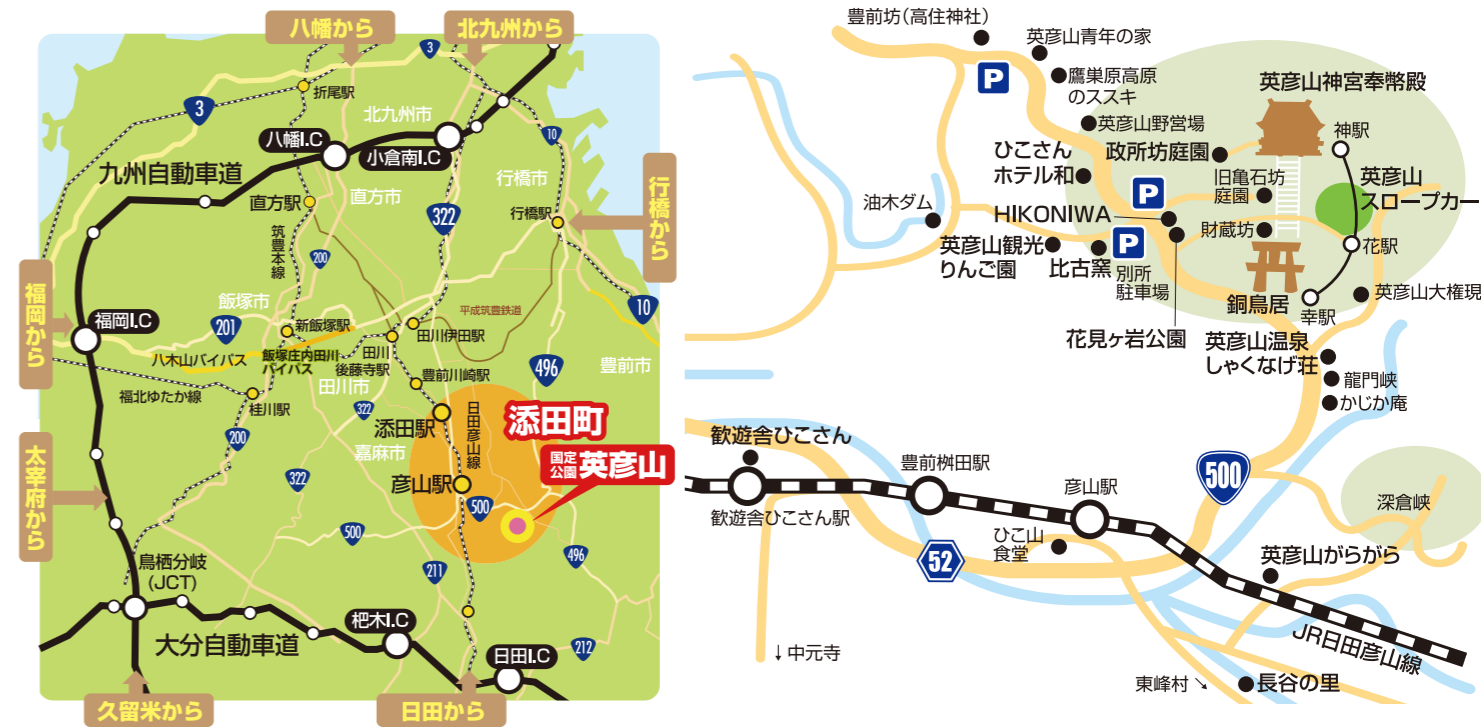 八幡から
北九州から
行橋から
福岡から
太宰府から
久留米から
日田から
3
3
折尾駅
北九州市
八幡I.C
小倉南I.C
10
九州自動車道
直方駅
直方市
322
行橋市
行橋駅
筑豊本線
200
平成筑豊鉄道
飯塚市
201
福岡I.C
新飯塚駅
田川伊田駅
10
八木山バイパス
飯塚庄内田川
バイパス
田川
後藤寺駅
豊前川崎駅
496
豊前市
田川市
福北ゆたか線
桂川駅
322
200
添田駅
日田彦山線
添田町
嘉麻市
国定
公園
英彦山
322
彦山駅
500
500
496
鳥栖分岐
(JCT)
211
大分自動車道
杷木I.C
日田I.C
212
豊前坊(高住神社)
英彦山青年の家
P
鷹巣原高原
のススキ
英彦山神宮奉幣殿
英彦山野営場
神駅
政所坊庭園
ひこさん
ホテル和
旧亀石坊
庭園
英彦山
スロープカー
P
油木ダム
HIKONIWA
財蔵坊
P
花駅
英彦山観光
りんご園
比古窯
別所
駐車場
銅鳥居
英彦山大権現
幸駅
花見ヶ岩公園
英彦山温泉
しゃくなげ荘
龍門峡
かじか庵
歓遊舎ひこさん
豊前桝田駅
彦山駅
500
深倉峡
歓遊舎ひこさん駅
ひこ山
食堂
52
英彦山がらがら
JR日田彦山線
↓中元寺
東峰村↘
長谷の里